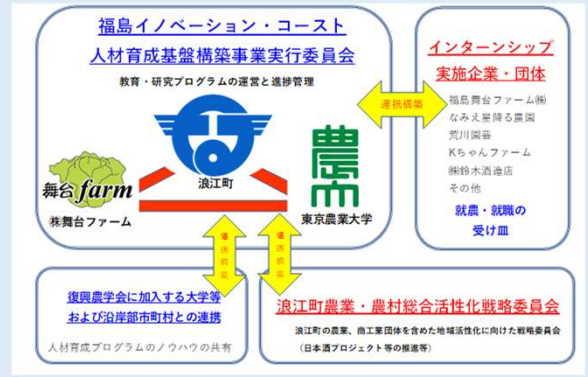 福島イノベーション・コースト
人材育成基盤構築事業実行委員会
教育・研究プログラムの運営と進捗管理
舞台farm
㈱舞台ファーム
浪江町
農大
東京農業大学
連携構築
インターンシップ
実施企業・団体
福島舞台ファーム㈱
なみえ星降る農園
荒川園芸
Kちゃんファーム
㈱鈴木酒造店
その他
就農・就職の
受け皿
連携構築
連携構築
復興農学会に加入する大学等
および沿岸部市町村との連携
人材育成プログラムのノウハウの共有
浪江町農業・農村総合活性化戦略委員会
浪江町の農業、商工業団体を含めた地域活性化に向けた戦略委員会
（日本酒プロジェクト等の推進等）